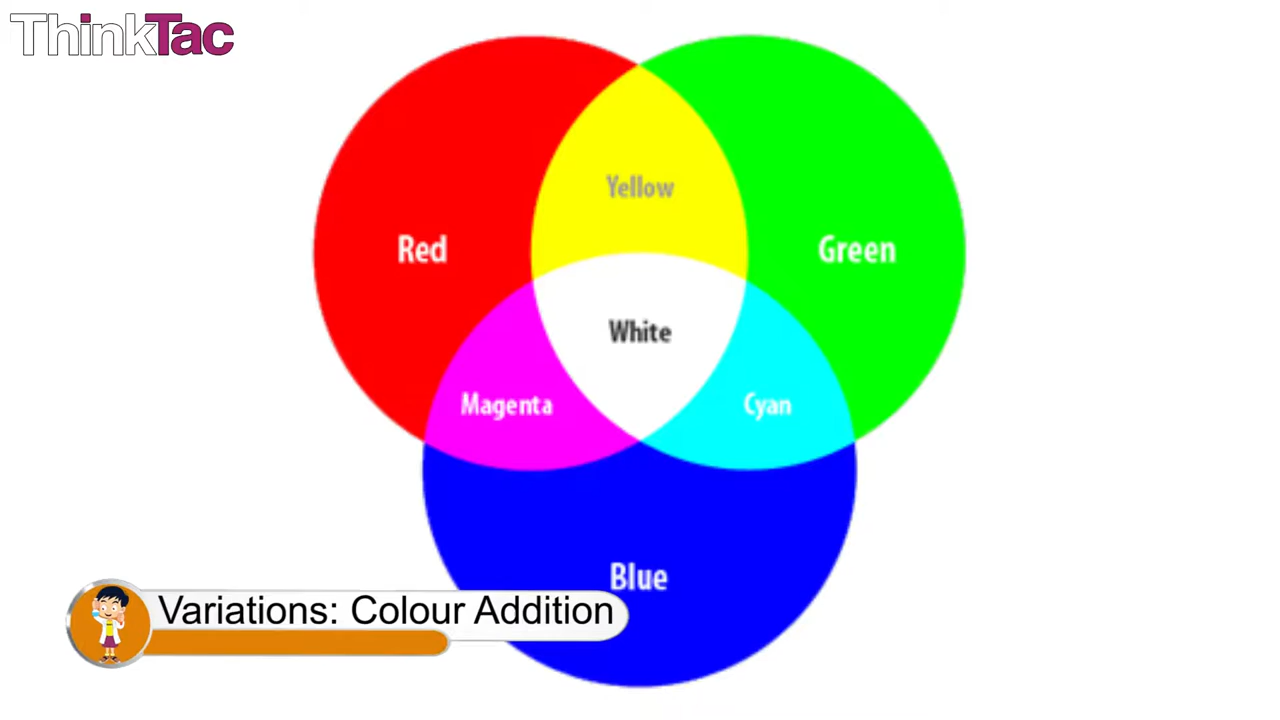 ThinkTac
Yellow
Red
Green
White
Magenta
Cyan
Blue
Variations: Colour Addition